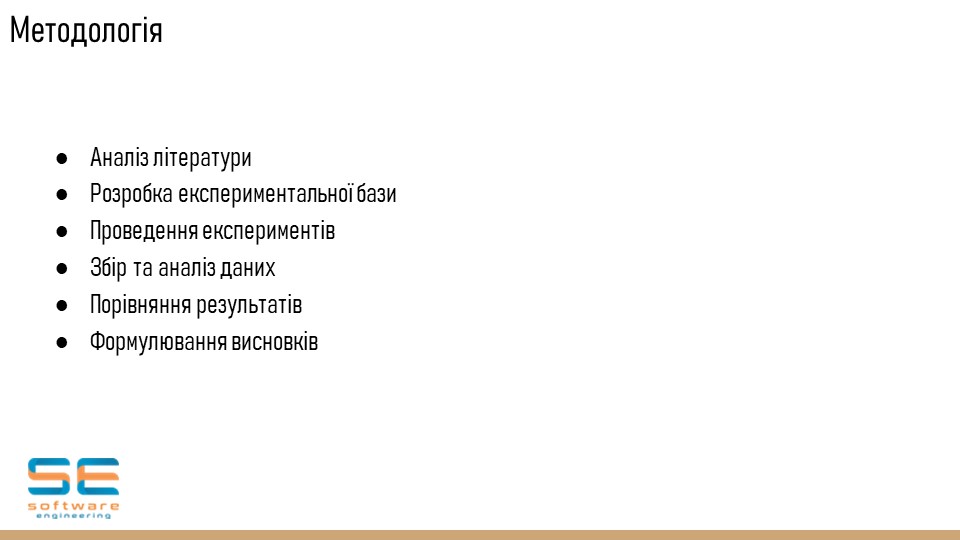 Методологія
● Аналіз літератури
● Розробка експериментальної бази
● Проведення експериментів
● Збір та аналіз даних
● Порівняння результатів
● Формулювання висновків
SE
software
engineering